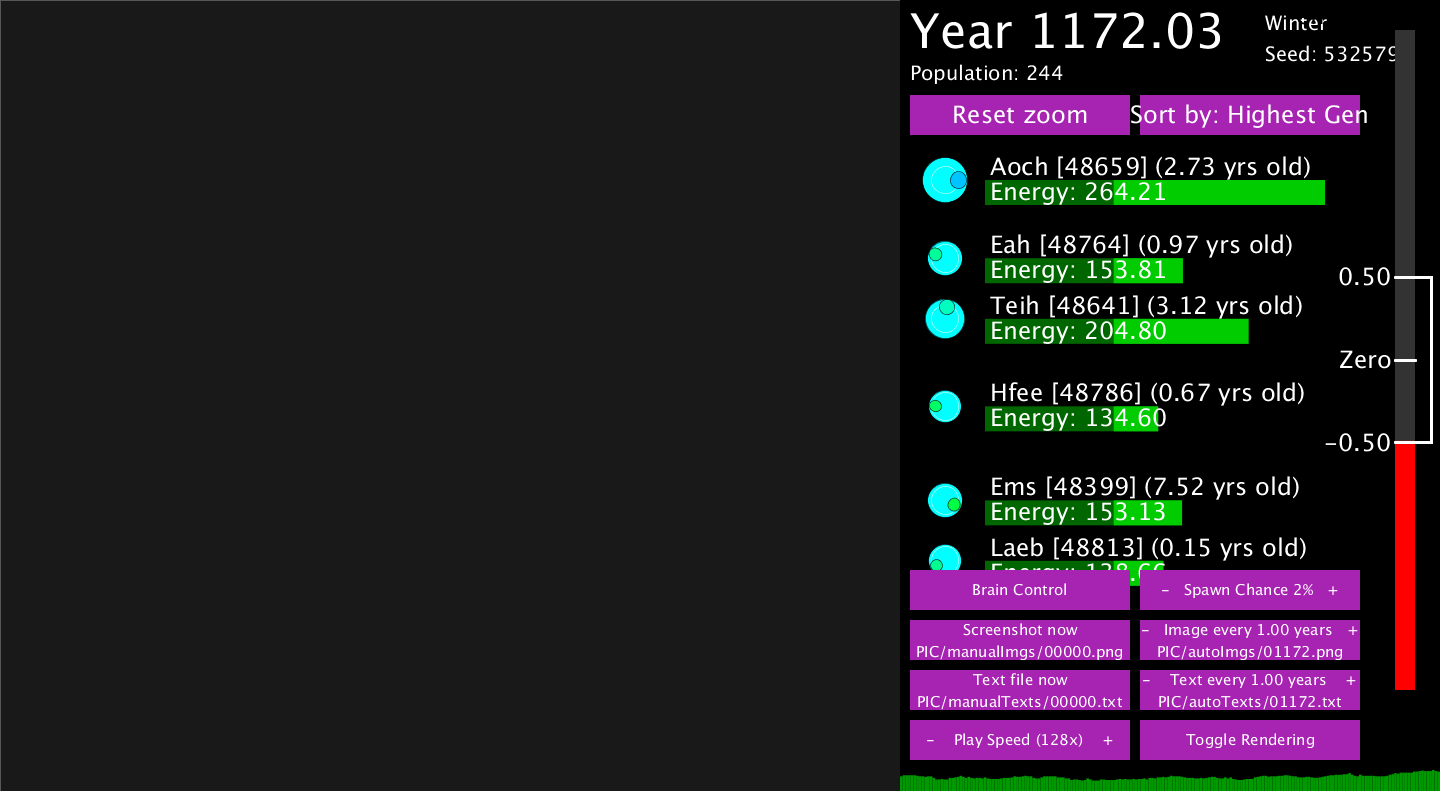 Year 1172.03
Winter
Seed: 532579
Population: 244
Reset zoom
Sort by: Highest Gen
Aoch [48659] (2.73 yrs old)
Energy: 264.21
Eah [48764] (0.97 yrs old)
Energy: 153.81
Teih [48641] (3.12 yrs old)
Energy: 204.80
0.50
Zero
-0.50
Hfee [48786] (0.67 yrs old)
Energy: 134.60
Ems [48399] (7.52 yrs old)
Energy: 153.13
Laeb [48813] (0.15 yrs old)
Energy: 138.66
Brain Control
- Spawn Chance 2% +
Screenshot now
PIC/manualImgs/00000.png
- Image every 1.00 years +
PIC/autoImgs/01172.png
Text file now
PIC/manualTexts/00000.txt
- Text every 1.00 years +
PIC/autoTexts/01172.txt
- Play Speed (128x) +
Toggle Rendering